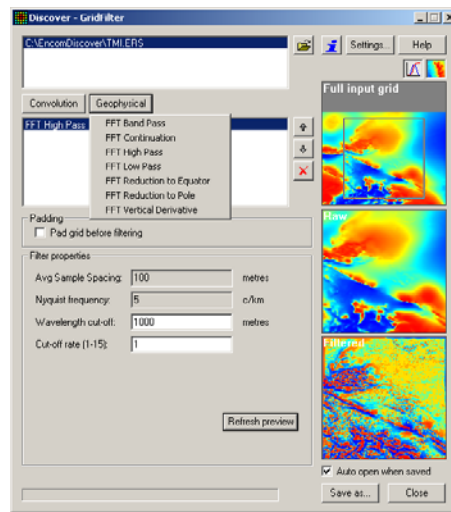 Discover - GridFilter
C:\EncomDiscover\TMI.ERS
Settings...
Help
Full input grid
Convolution
Geophysical
FFT High Pass
FFT Band Pass
FFT Continuation
FFT High Pass
FFT Low Pass
FFT Reduction to Equator
FFT Reduction to Pole
FFT Vertical Derivative
Raw
Padding
Pad grid before filtering
Filter properties
Avg Sample Spacing: 100 metres
Nyquist frequency: 5 c/km
Wavelength cut-off: 1000 metres
Cut-off rate (1-15): 1
Filtered
Refresh preview
Auto open when saved
Save as...
Close